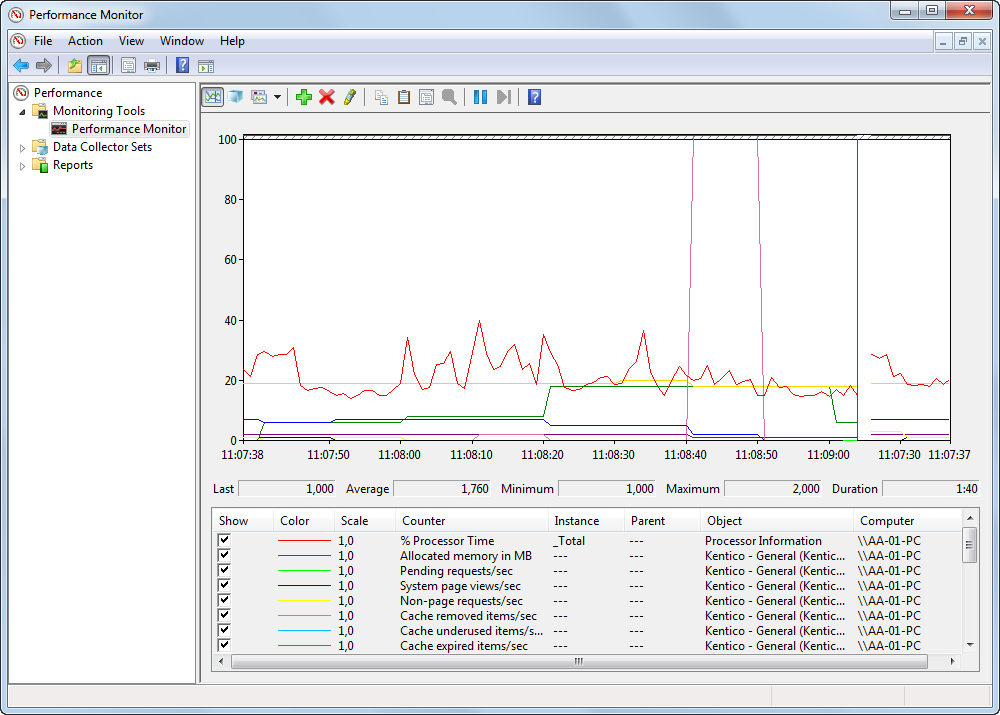 Performance Monitor
File Action View Window Help
Performance
Monitoring Tools
Performance Monitor
Data Collector Sets
Reports
100
80
60
40
20
0
11:07:38 11:07:50 11:08:00 11:08:10 11:08:20 11:08:30 11:08:40 11:08:50 11:09:00 11:07:30 11:07:37
Last 1,000 Average 1,760 Minimum 1,000 Maximum 2,000 Duration 1:40
Show Color Scale Counter Instance Parent Object Computer
1,0 % Processor Time _Total --- Processor Information \\AA-01-PC
1,0 Allocated memory in MB --- --- Kentico - General (Kentic... \\AA-01-PC
1,0 Pending requests/sec --- --- Kentico - General (Kentic... \\AA-01-PC
1,0 System page views/sec --- --- Kentico - General (Kentic... \\AA-01-PC
1,0 Non-page requests/sec --- --- Kentico - General (Kentic... \\AA-01-PC
1,0 Cache removed items/sec --- --- Kentico - General (Kentic... \\AA-01-PC
1,0 Cache underused items/s... --- --- Kentico - General (Kentic... \\AA-01-PC
1,0 Cache expired items/sec --- --- Kentico - General (Kentic... \\AA-01-PC